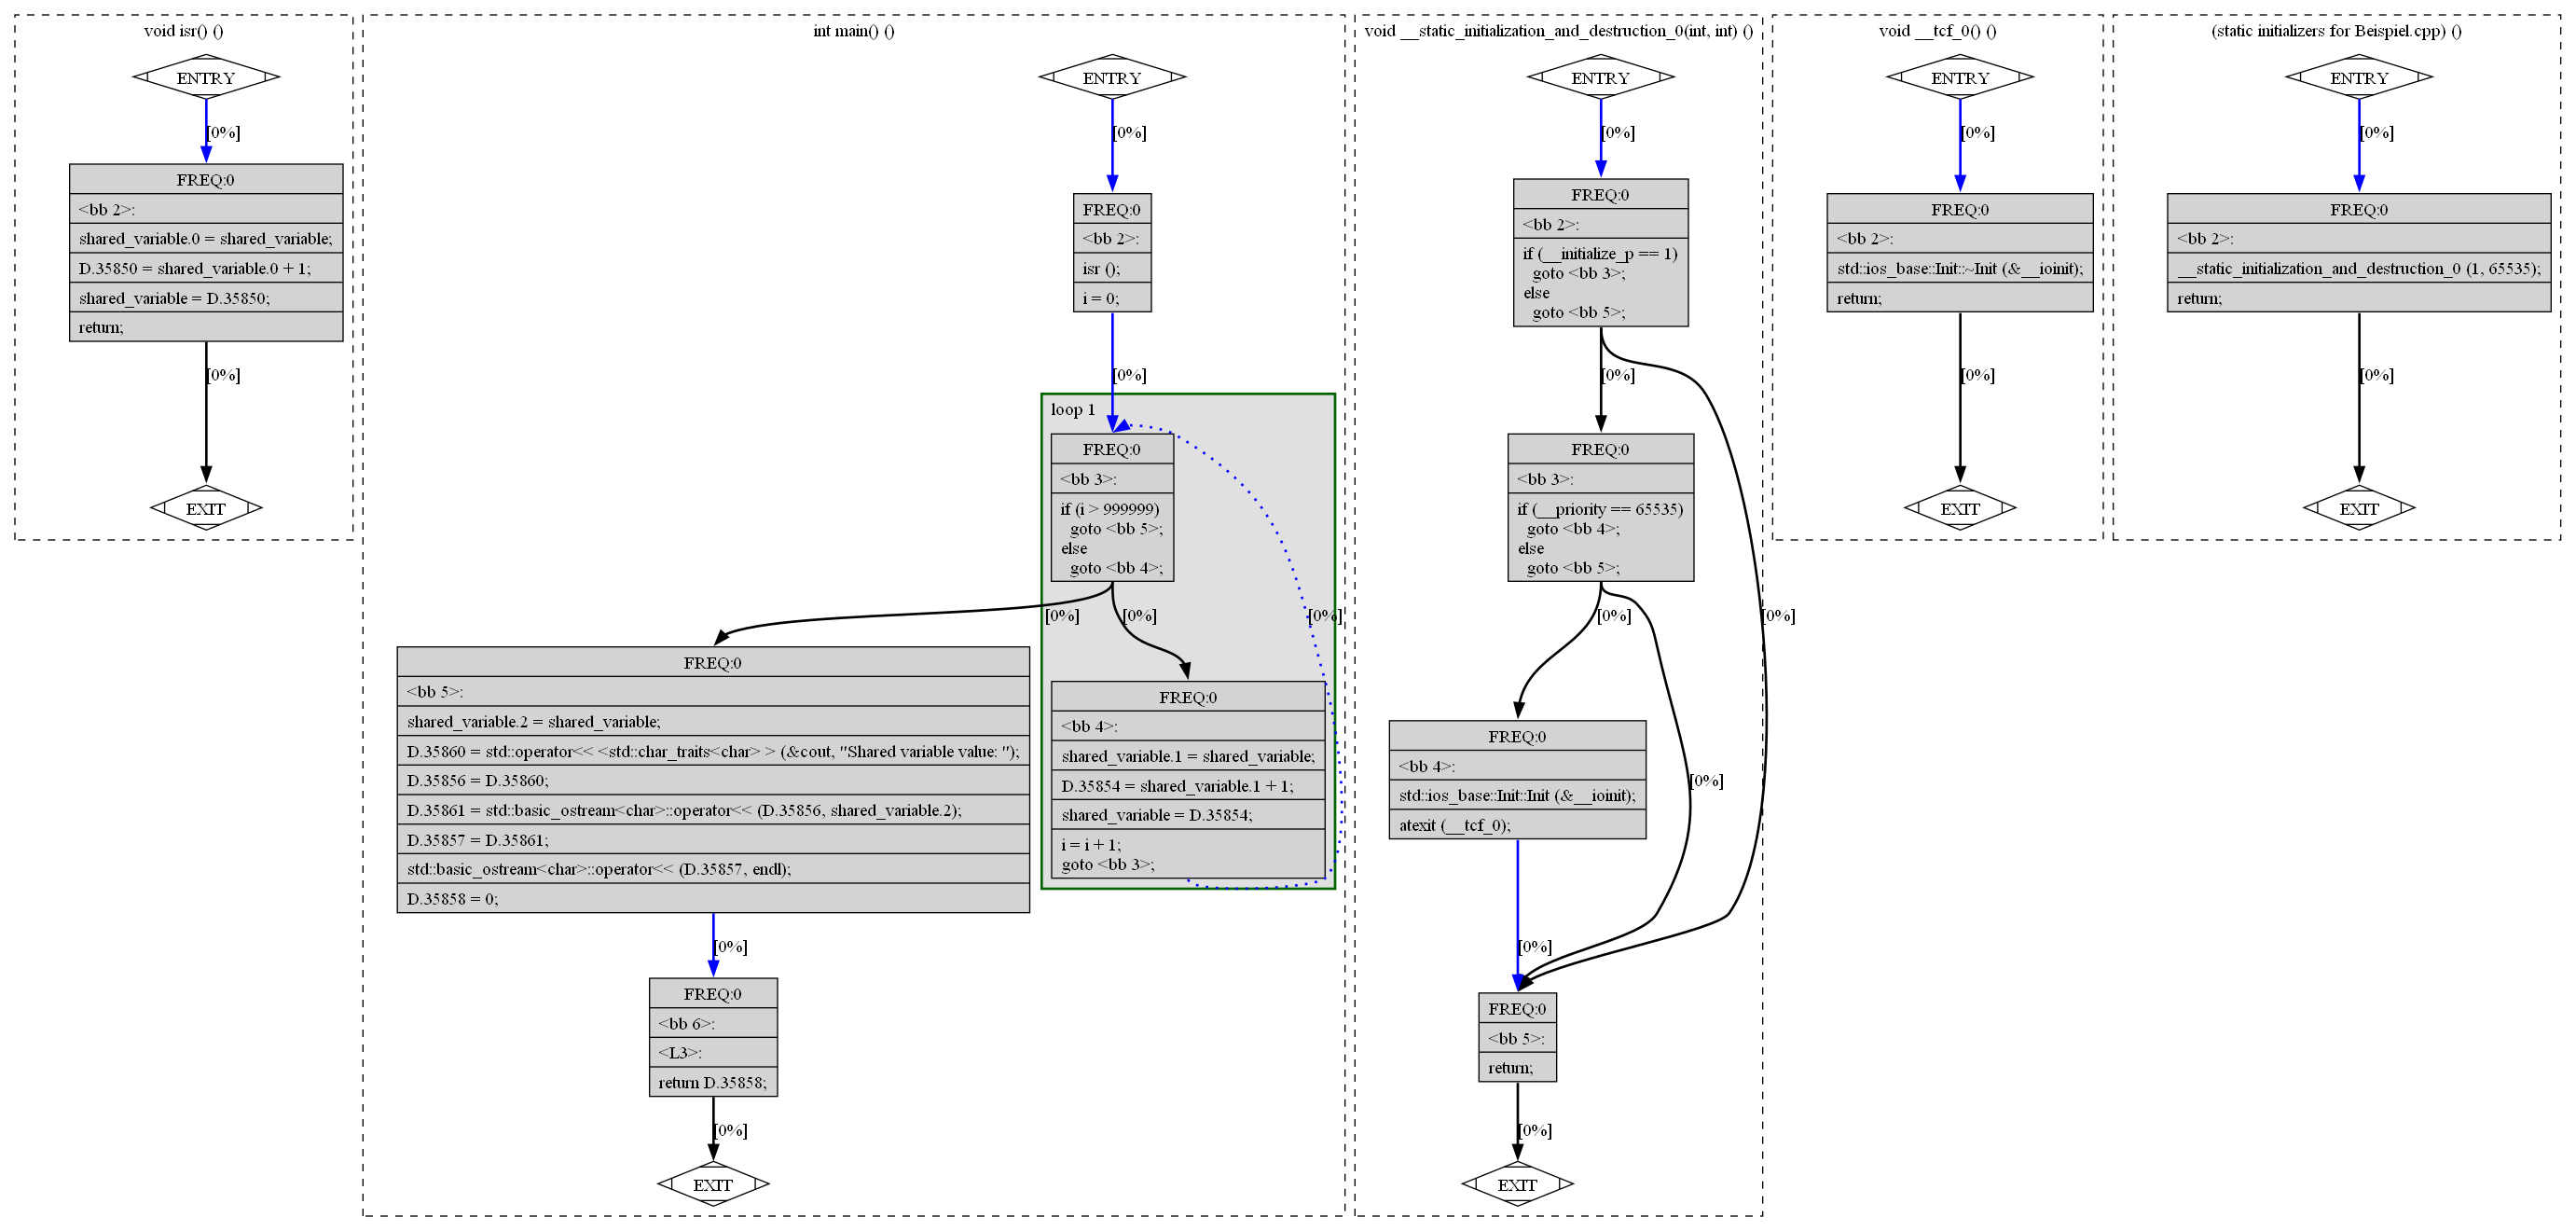 void isr() ()
ENTRY
[0%]
FREQ:0
<bb 2>:
shared_variable.0 = shared_variable;
D.35850 = shared_variable.0 + 1;
shared_variable = D.35850;
return;
[0%]
EXIT
int main() ()
ENTRY
[0%]
FREQ:0
<bb 2>:
isr ();
i = 0;
[0%]
loop 1
FREQ:0
<bb 3>:
if (i > 999999)
goto <bb 5>;
else
goto <bb 4>;
[0%]
[0%]
[0%]
FREQ:0
<bb 4>:
shared_variable.1 = shared_variable;
D.35854 = shared_variable.1 + 1;
shared_variable = D.35854;
i = i + 1;
goto <bb 3>;
FREQ:0
<bb 5>:
shared_variable.2 = shared_variable;
D.35860 = std::operator<< <std::char_traits<char> > (&cout, "Shared variable value: ");
D.35856 = D.35860;
D.35861 = std::basic_ostream<char>::operator<< (D.35856, shared_variable.2);
D.35857 = D.35861;
std::basic_ostream<char>::operator<< (D.35857, endl);
D.35858 = 0;
[0%]
FREQ:0
<bb 6>:
<L3>:
return D.35858;
[0%]
EXIT
void __static_initialization_and_destruction_0(int, int) ()
ENTRY
[0%]
FREQ:0
<bb 2>:
if (__initialize_p == 1)
goto <bb 3>;
else
goto <bb 5>;
[0%]
FREQ:0
<bb 3>:
if (__priority == 65535)
goto <bb 4>;
else
goto <bb 5>;
[0%]
[0%]
FREQ:0
<bb 4>:
std::ios_base::Init::Init (&__ioinit);
atexit (__tcf_0);
[0%]
[0%]
FREQ:0
<bb 5>:
return;
[0%]
EXIT
void __tcf_0() ()
ENTRY
[0%]
FREQ:0
<bb 2>:
std::ios_base::Init::~Init (&__ioinit);
return;
[0%]
EXIT
(static initializers for Beispiel.cpp) ()
ENTRY
[0%]
FREQ:0
<bb 2>:
__static_initialization_and_destruction_0 (1, 65535);
return;
[0%]
EXIT